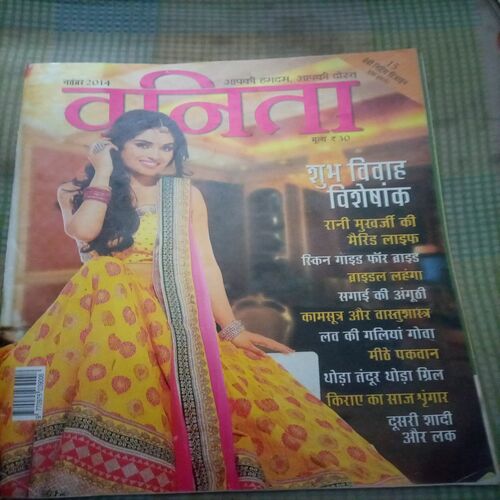 नवंबर 2014
आपकी हमदम, आपकी दोस्त
15
वनिता
मूल्य ₹ 30
शुभ विवाह
विशेषांक
रानी मुखर्जी की
मैरिड लाइफ
स्किन गाइड फॉर ब्राइड
ब्राइडल लहंगा
सगाई की अंगूठी
कामसूत्र और वास्तुशास्त्र
लव की गलियां गोवा
मीठे पकवान
थोड़ा तंदूर थोड़ा ग्रिल
किराए का साज श्रृंगार
दूसरी शादी
और लक